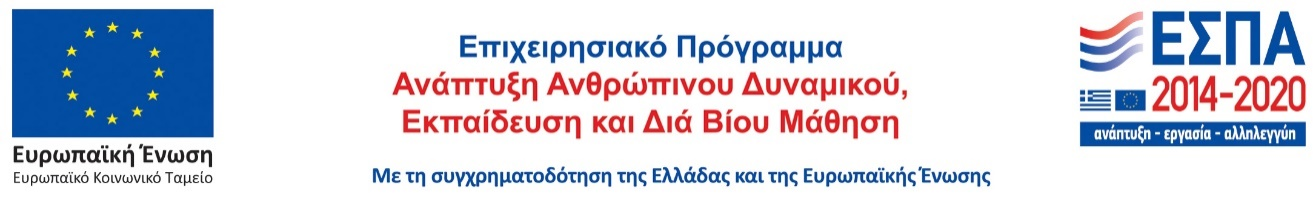 Ευρωπαϊκή Ένωση
Ευρωπαϊκό Κοινωνικό Ταμείο
Επιχειρησιακό Πρόγραμμα
Ανάπτυξη Ανθρώπινου Δυναμικού,
Εκπαίδευση και Διά Βίου Μάθηση
Με τη συγχρηματοδότηση της Ελλάδας και της Ευρωπαϊκής Ένωσης
ΕΣΠΑ
2014-2020
ανάπτυξη - εργασία - αλληλεγγύη